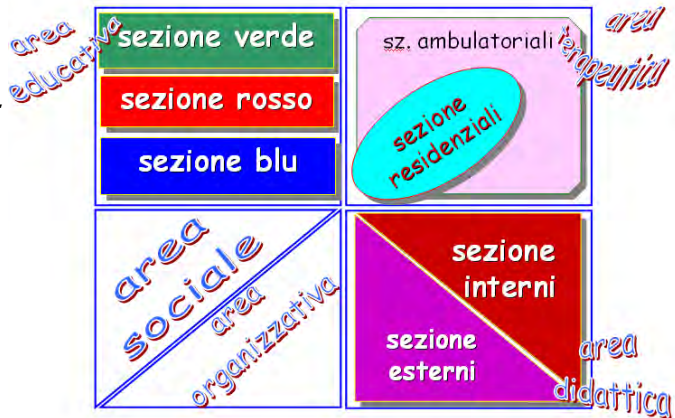 area
educativa
sezione verde
sezione rosso
sezione blu
sz. ambulatoriali
area
terapeutica
sezione
residenziali
area
sociale
area
organizzativa
sezione
interni
sezione
esterni
area
didattica